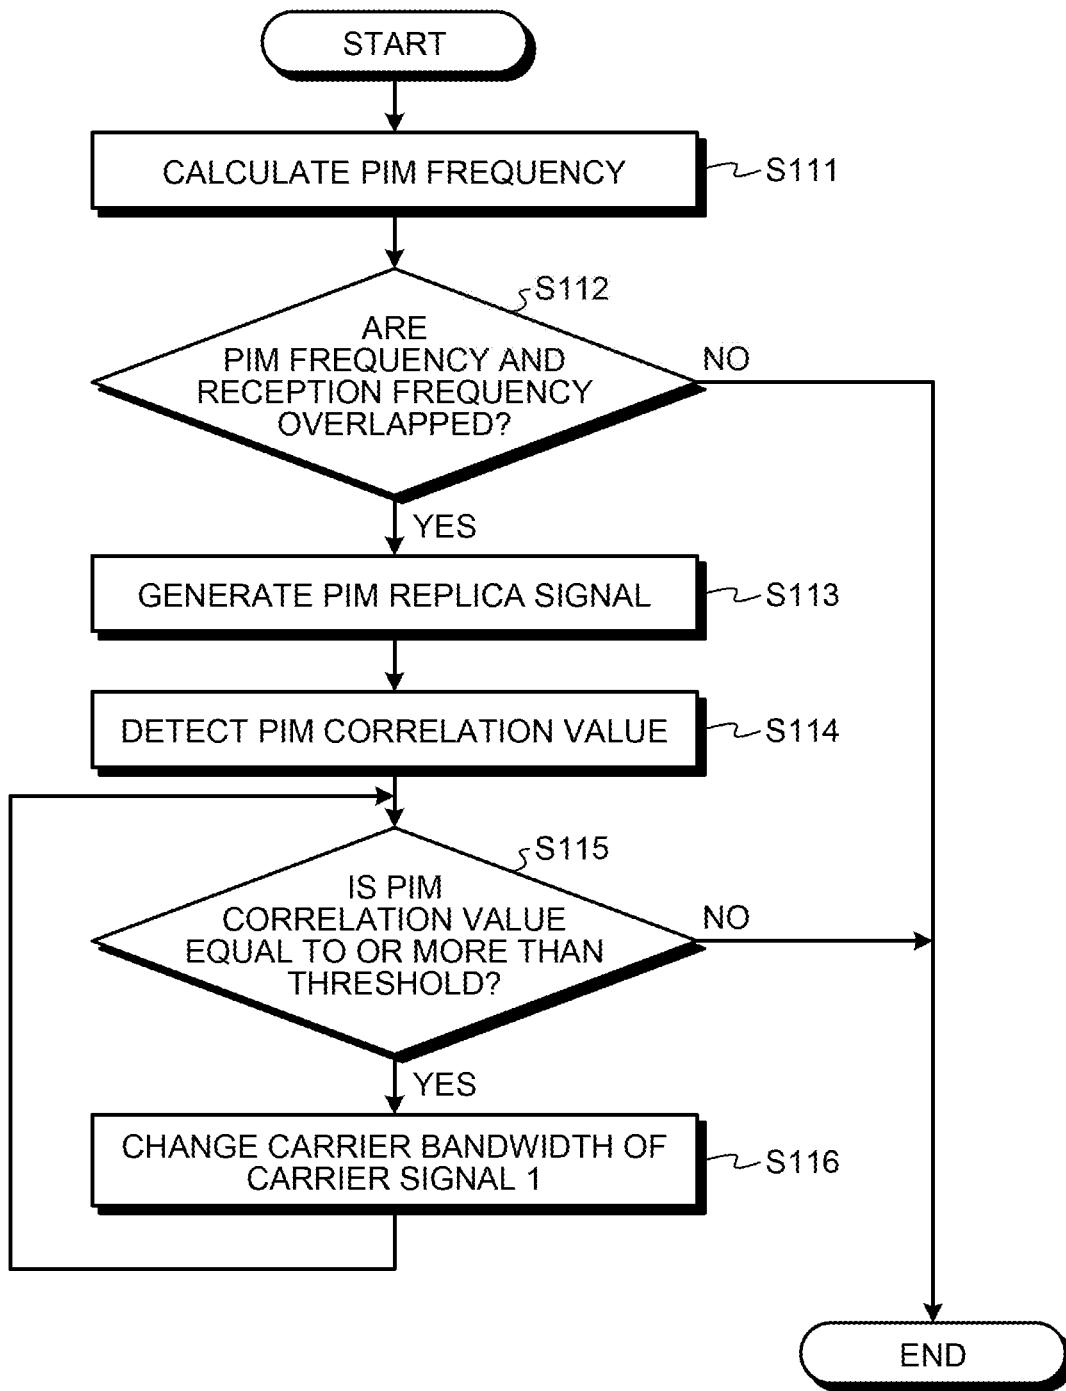 START
CALCULATE PIM FREQUENCY
S111
S112
ARE
PIM FREQUENCY AND
RECEPTION FREQUENCY
OVERLAPPED?
NO
YES
GENERATE PIM REPLICA SIGNAL
S113
DETECT PIM CORRELATION VALUE
S114
S115
IS PIM
CORRELATION VALUE
EQUAL TO OR MORE THAN
THRESHOLD?
NO
YES
CHANGE CARRIER BANDWIDTH OF
CARRIER SIGNAL 1
S116
END